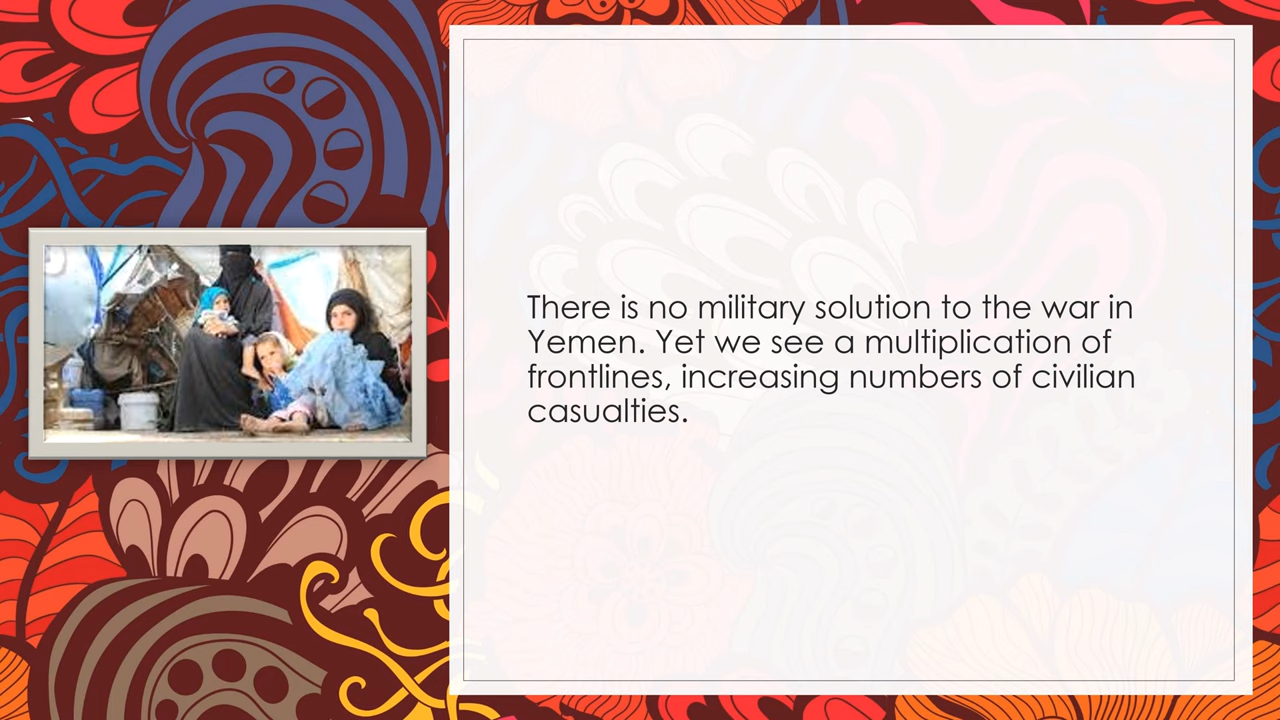 There is no military solution to the war in
Yemen. Yet we see a multiplication of
frontlines, increasing numbers of civilian
casualties.